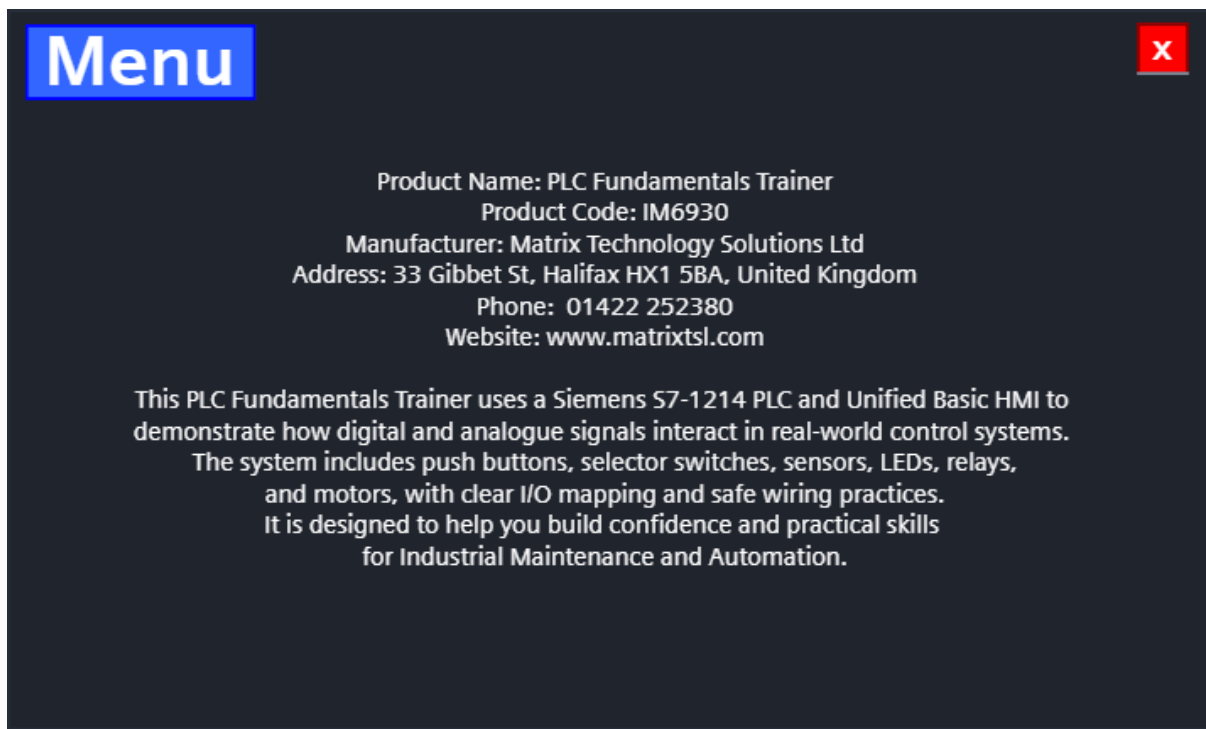 Menu
x
Product Name: PLC Fundamentals Trainer
Product Code: IM6930
Manufacturer: Matrix Technology Solutions Ltd
Address: 33 Gibbet St, Halifax HX1 5BA, United Kingdom
Phone:  01422 252380
Website: www.matrixtsl.com
This PLC Fundamentals Trainer uses a Siemens S7-1214 PLC and Unified Basic HMI to
demonstrate how digital and analogue signals interact in real-world control systems.
The system includes push buttons, selector switches, sensors, LEDs, relays,
and motors, with clear I/O mapping and safe wiring practices.
It is designed to help you build confidence and practical skills
for Industrial Maintenance and Automation.